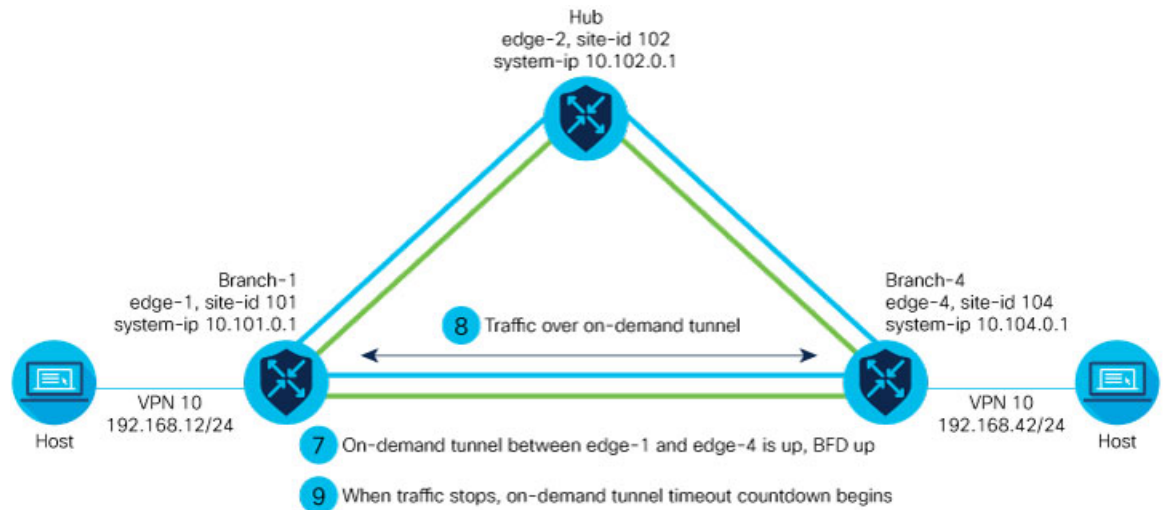 Hub
edge-2, site-id 102
system-ip 10.102.0.1
Branch-1
edge-1, site-id 101
system-ip 10.101.0.1
Branch-4
edge-4, site-id 104
system-ip 10.104.0.1
8 Traffic over on-demand tunnel
VPN 10
192.168.12/24
Host
VPN 10
192.168.42/24
Host
7 On-demand tunnel between edge-1 and edge-4 is up, BFD up
9 When traffic stops, on-demand tunnel timeout countdown begins